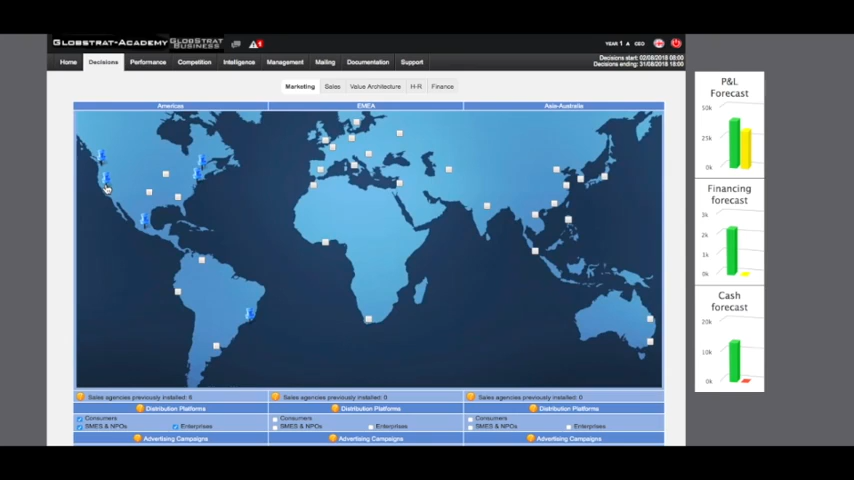 GLOBSTRAT-ACADEMY GLOBSTRAT BUSINESS
YEAR 1 CEO
Home Decisions Performance Competition Intelligence Management Mailing Documentation Support
Decisions start: 02/08/2018 08:00
Decisions ending: 31/08/2018 18:00
Marketing Sales Value Architecture H-R Finance
Americas EMEA Asie-Australie
Sales agencies previously installed: 6 Sales agencies previously installed: 0 Sales agencies previously installed: 0
Distribution Platforms Distribution Platforms Distribution Platforms
Consumers Consumers Consumers
SMES & NPOs Enterprises SMES & NPOs Enterprises SMES & NPOs Enterprises
Advertising Campaigns Advertising Campaigns Advertising Campaigns
P&L
Forecast
50k
25k
0k
Financing
forecast
3k
2k
1k
0k
Cash
forecast
20k
10k
0k